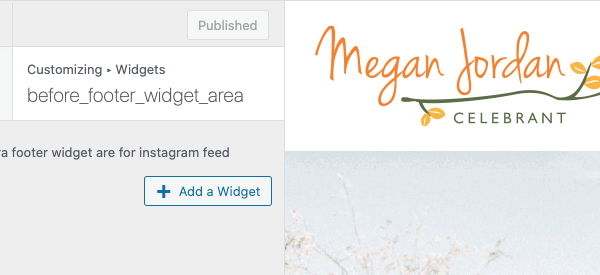 Published
Customizing ▸ Widgets
before_footer_widget_area
footer widget are for instagram feed
Add a Widget
Megan Jordan
CELEBRANT